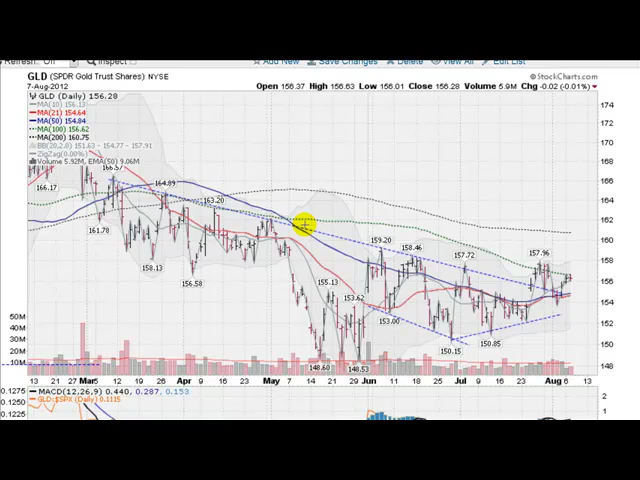 Refresh: Off Inspect Add New Save Changes Delete View All Edit List
GLD (SPDR Gold Trust Shares) NYSE © StockCharts.com
7-Aug-2012 Open 156.37 High 156.63 Low 156.01 Close 156.28 Volume 5.9M Chg -0.02 (-0.01%)
GLD (Daily) 156.28
MA(10) 156.13
MA(21) 154.64
MA(50) 154.84
MA(100) 156.62
MA(200) 160.75
BB(20,2.0) 151.63 - 154.77 - 157.91
ZigZag(0.00%)
Volume 5.92M, EMA(50) 9.06M
174
172
170
168
166
164
162
160
158
156
154
152
150
148
50M
40M
30M
20M
10M
166.17
166.57
161.78
164.89
158.13
156.58
163.20
148.60
155.13
153.62
148.53
159.20
153.00
158.46
150.15
157.72
150.85
157.96
13 21 Mar5 12 19 26 Apr 9 16 23 May 7 14 21 Jun 11 18 25 Jul 9 16 23 Aug 6 13
MACD(12,26,9) 0.440, 0.287, 0.153
GLD:$SPX (Daily) 0.1115
0.1275
0.1250
2
1